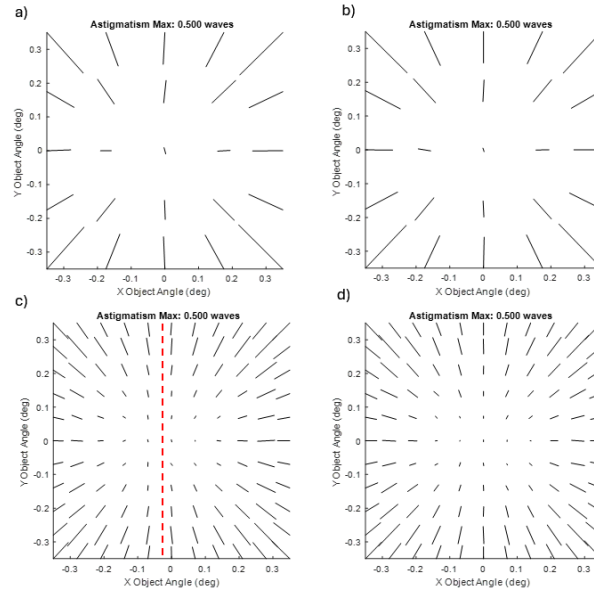 a)
Astigmatism Max: 0.500 waves
Y Object Angle (deg)
0.3
0.2
0.1
0
-0.1
-0.2
-0.3
-0.3 -0.2 -0.1 0 0.1 0.2 0.3
X Object Angle (deg)
b)
Astigmatism Max: 0.500 waves
Y Object Angle (deg)
0.3
0.2
0.1
0
-0.1
-0.2
-0.3
-0.3 -0.2 -0.1 0 0.1 0.2 0.3
X Object Angle (deg)
c)
Astigmatism Max: 0.500 waves
Y Object Angle (deg)
0.3
0.2
0.1
0
-0.1
-0.2
-0.3
-0.3 -0.2 -0.1 0 0.1 0.2 0.3
X Object Angle (deg)
d)
Astigmatism Max: 0.500 waves
Y Object Angle (deg)
0.3
0.2
0.1
0
-0.1
-0.2
-0.3
-0.3 -0.2 -0.1 0 0.1 0.2 0.3
X Object Angle (deg)